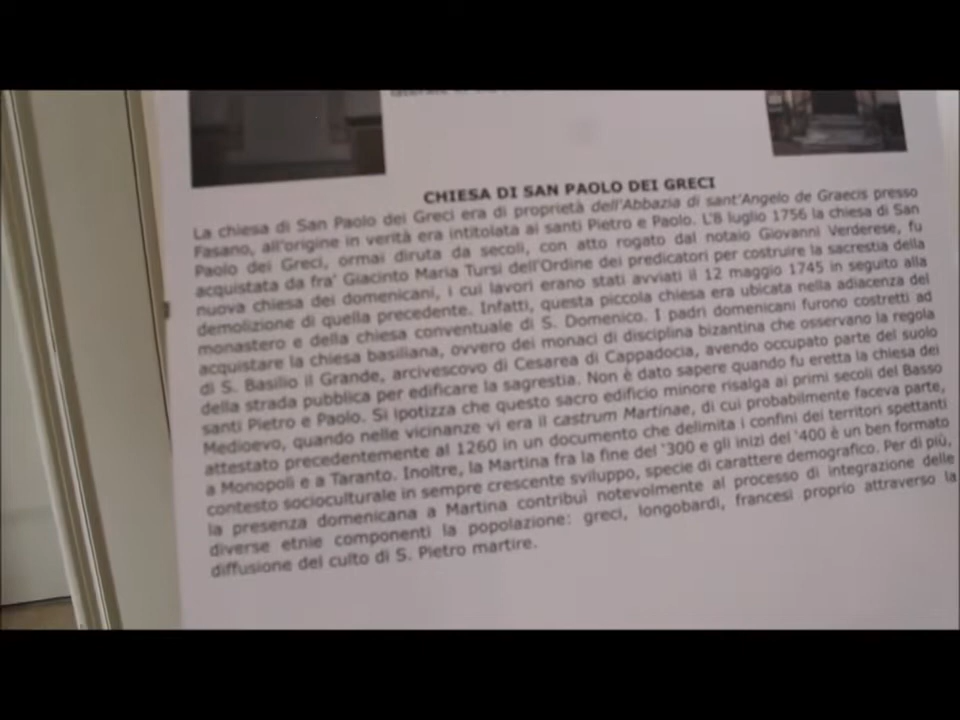 CHIESA DI SAN PAOLO DEI GRECI
La chiesa di San Paolo dei Greci era di proprietà dell'Abbazia di sant'Angelo de Graecis presso
Fasano, all'origine in verità era intitolata ai santi Pietro e Paolo. L'8 luglio 1756 la chiesa di San
Paolo dei Greci, ormai diruta da secoli, con atto rogato dal notaio Giovanni Verderese, fu
acquistata da fra' Giacinto Maria Tursi dell'Ordine dei predicatori per costruire la sacrestia della
nuova chiesa dei domenicani, i cui lavori erano stati avviati il 12 maggio 1745 in seguito alla
demolizione di quella precedente. Infatti, questa piccola chiesa era ubicata nella adiacenza del
monastero e della chiesa conventuale di S. Domenico. I padri domenicani furono costretti ad
acquistare la chiesa basiliana, ovvero dei monaci di disciplina bizantina che osservano la regola
di S. Basilio il Grande, arcivescovo di Cesarea di Cappadocia, avendo occupato parte del suolo
della strada pubblica per edificare la sagrestia. Non è dato sapere quando fu eretta la chiesa dei
santi Pietro e Paolo. Si ipotizza che questo sacro edificio minore risalga ai primi secoli del Basso
Medioevo, quando nelle vicinanze vi era il castrum Martinae, di cui probabilmente faceva parte,
attestato precedentemente al 1260 in un documento che delimita i confini dei territori spettanti
a Monopoli e a Taranto. Inoltre, la Martina fra la fine del '300 e gli inizi del '400 è un ben formato
contesto socioculturale in sempre crescente sviluppo, specie di carattere demografico. Per di più,
la presenza domenicana a Martina contribuì notevolmente al processo di integrazione delle
diverse etnie componenti la popolazione: greci, longobardi, francesi proprio attraverso la
diffusione del culto di S. Pietro martire.